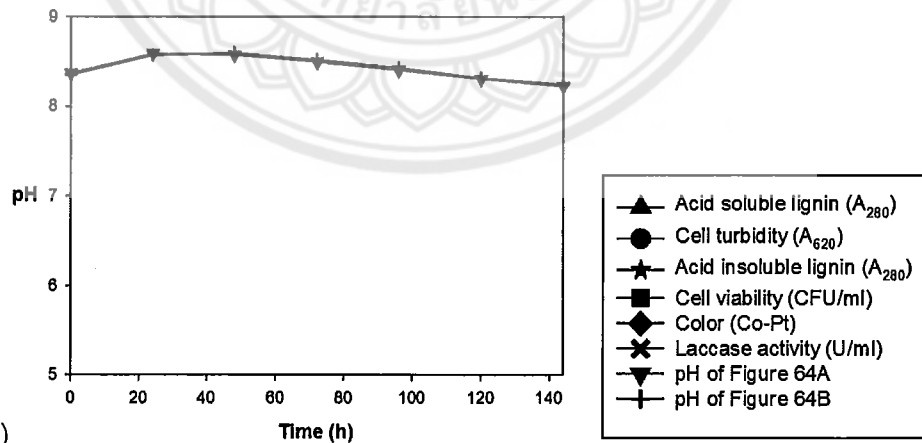 9
8
pH
7
6
5
0
20
40
60
80
100
120
140
Time (h)
)
Acid soluble lignin (A280)
Cell turbidity (A620)
Acid insoluble lignin (A280)
Cell viability (CFU/ml)
Color (Co-Pt)
Laccase activity (U/ml)
pH of Figure 64A
pH of Figure 64B